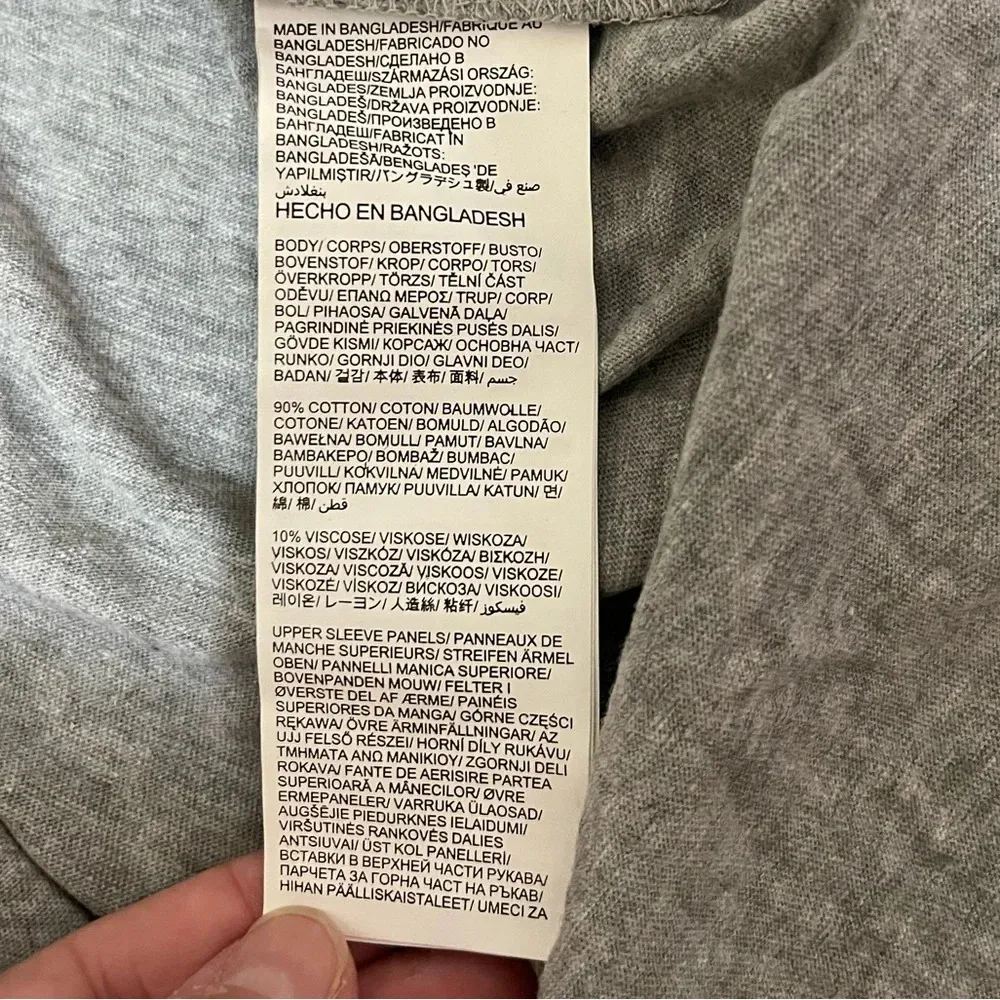 MADE IN BANGLADESH/FABRIQUE AU
BANGLADESH/FABRICADO NO
BANGLADESH/СДЕЛАНО В
БАНГЛАДЕШ/SZÁRMAZÁSI ORSZÁG:
BANGLADES/ZEMLJA PROIZVODNJE:
BANGLADEŠ/DRŽAVA PROIZVODNJE:
BANGLADEŠ/ПРОИЗВЕДЕНО В
БАНГЛАДЕШ/FABRICAT ÎN
BANGLADESH/RAŽOTS:
BANGLADEŠĀ/BENGLADEŞ 'DE
YAPILMIŞTIR/バングラデシュ製/صنع في
بنغلادش
HECHO EN BANGLADESH
BODY/ CORPS/ OBERSTOFF/ BUSTO/
BOVENSTOF/ KROP/ CORPO/ TORS/
ÖVERKROPP/ TÖRZS/ TĚLNÍ ČÁST
ODĚVU/ ΕΠΑΝΩ ΜΕΡΟΣ/ TRUP/ CORP/
BOL/ PIHAOSA/ GALVENĀ DAĻA/
PAGRINDINĖ PRIEKINĖS PUSĖS DALIS/
GÖVDE KISMI/ КОРСАЖ/ ОСНОВНА ЧАСТ/
RUNKO/ GORNJI DIO/ GLAVNI DEO/
BADAN/ 겉감/ 本体/ 表布/ 面料/ جسم
90% COTTON/ COTON/ BAUMWOLLE/
COTONE/ KATOEN/ BOMULD/ ALGODÃO/
BAWEŁNA/ BOMULL/ PAMUT/ BAVLNA/
ΒΑΜΒΑΚΕΡΟ/ BOMBAŽ/ BUMBAC/
PUUVILL/ KOKVILNA/ MEDVILNĖ/ PAMUK/
ХЛОПОК/ ПАМУК/ PUUVILLA/ KATUN/ 면/
綿/ 棉/ قطن
10% VISCOSE/ VISKOSE/ WISKOZA/
VISKOS/ VISZKÓZ/ VISKÓZA/ ΒΙΣΚΟΖΗ/
VISKOZA/ VISCOZĂ/ VISKOOS/ VISKOZE/
VISKOZĖ/ VİSKOZ/ ВИСКОЗА/ VISKOOSI/
레이온/ レーヨン/ 人造絲/ 粘纤/ فيسكوز
UPPER SLEEVE PANELS/ PANNEAUX DE
MANCHE SUPERIEURS/ STREIFEN ÄRMEL
OBEN/ PANNELLI MANICA SUPERIORE/
BOVENPANDEN MOUW/ FELTER I
ØVERSTE DEL AF ÆRME/ PAINÉIS
SUPERIORES DA MANGA/ GÓRNE CZĘŚCI
RĘKAWA/ ÖVRE ÄRMINFÄLLNINGAR/ AZ
UJJ FELSŐ RÉSZEI/ HORNÍ DÍLY RUKÁVU/
ΤΜΗΜΑΤΑ ΑΝΩ ΜΑΝΙΚΙΟΥ/ ZGORNJI DELI
ROKAVA/ FANTE DE AERISIRE PARTEA
SUPERIOARĂ A MÂNECILOR/ ØVRE
ERMEPANELER/ VARRUKA ÜLAOSAD/
AUGŠĒJIE PIEDURKNES IELAIDUMI/
VIRŠUTINĖS RANKOVĖS DALIES
ANTSIUVAI/ ÜST KOL PANELLERİ/
ВСТАВКИ В ВЕРХНЕЙ ЧАСТИ РУКАВА/
ПАРЧЕТА ЗА ГОРНА ЧАСТ НА РЪКАВ/
HIHAN PÄÄLLISKAISTALEET/ UMECI ZA